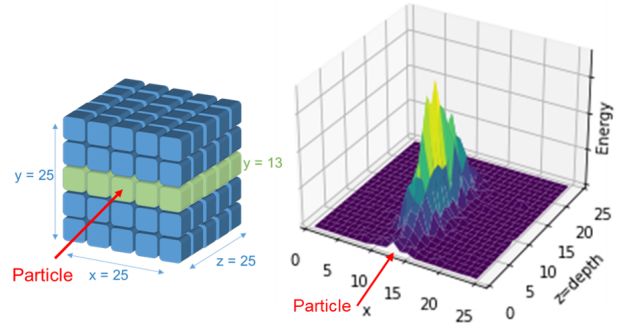 y = 25
y = 13
Particle
x = 25
z = 25
Energy
0
5
10
15
20
25
x
0
5
10
15
20
25
z=depth
Particle